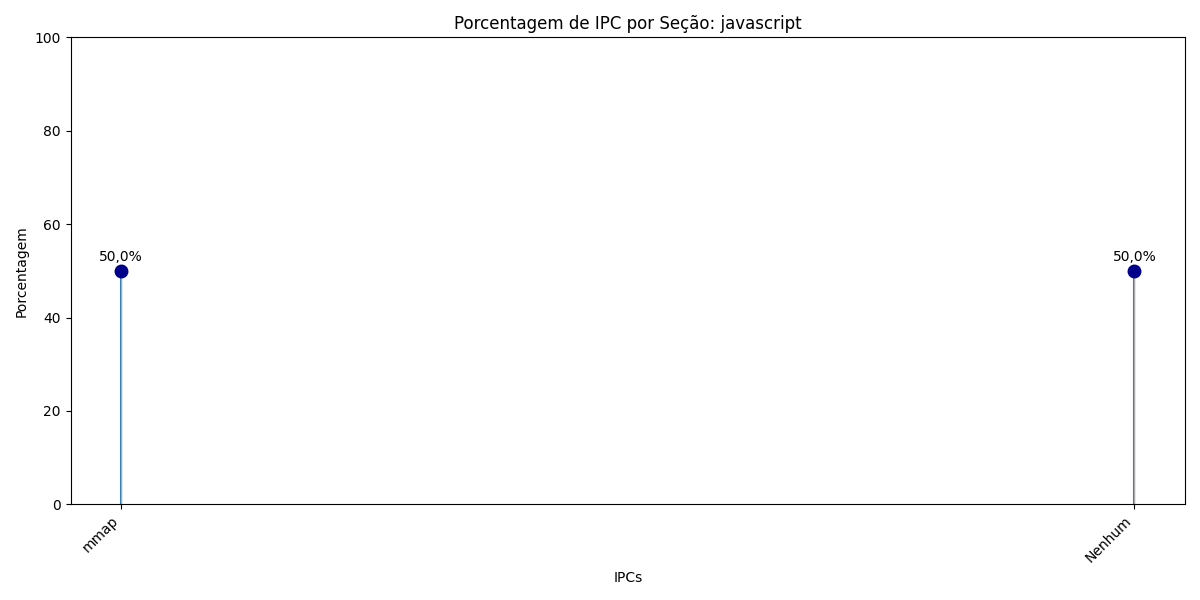 Porcentagem de IPC por Seção: javascript
100
80
60
40
20
0
Porcentagem
50,0%
50,0%
mmap
Nenhum
IPCs